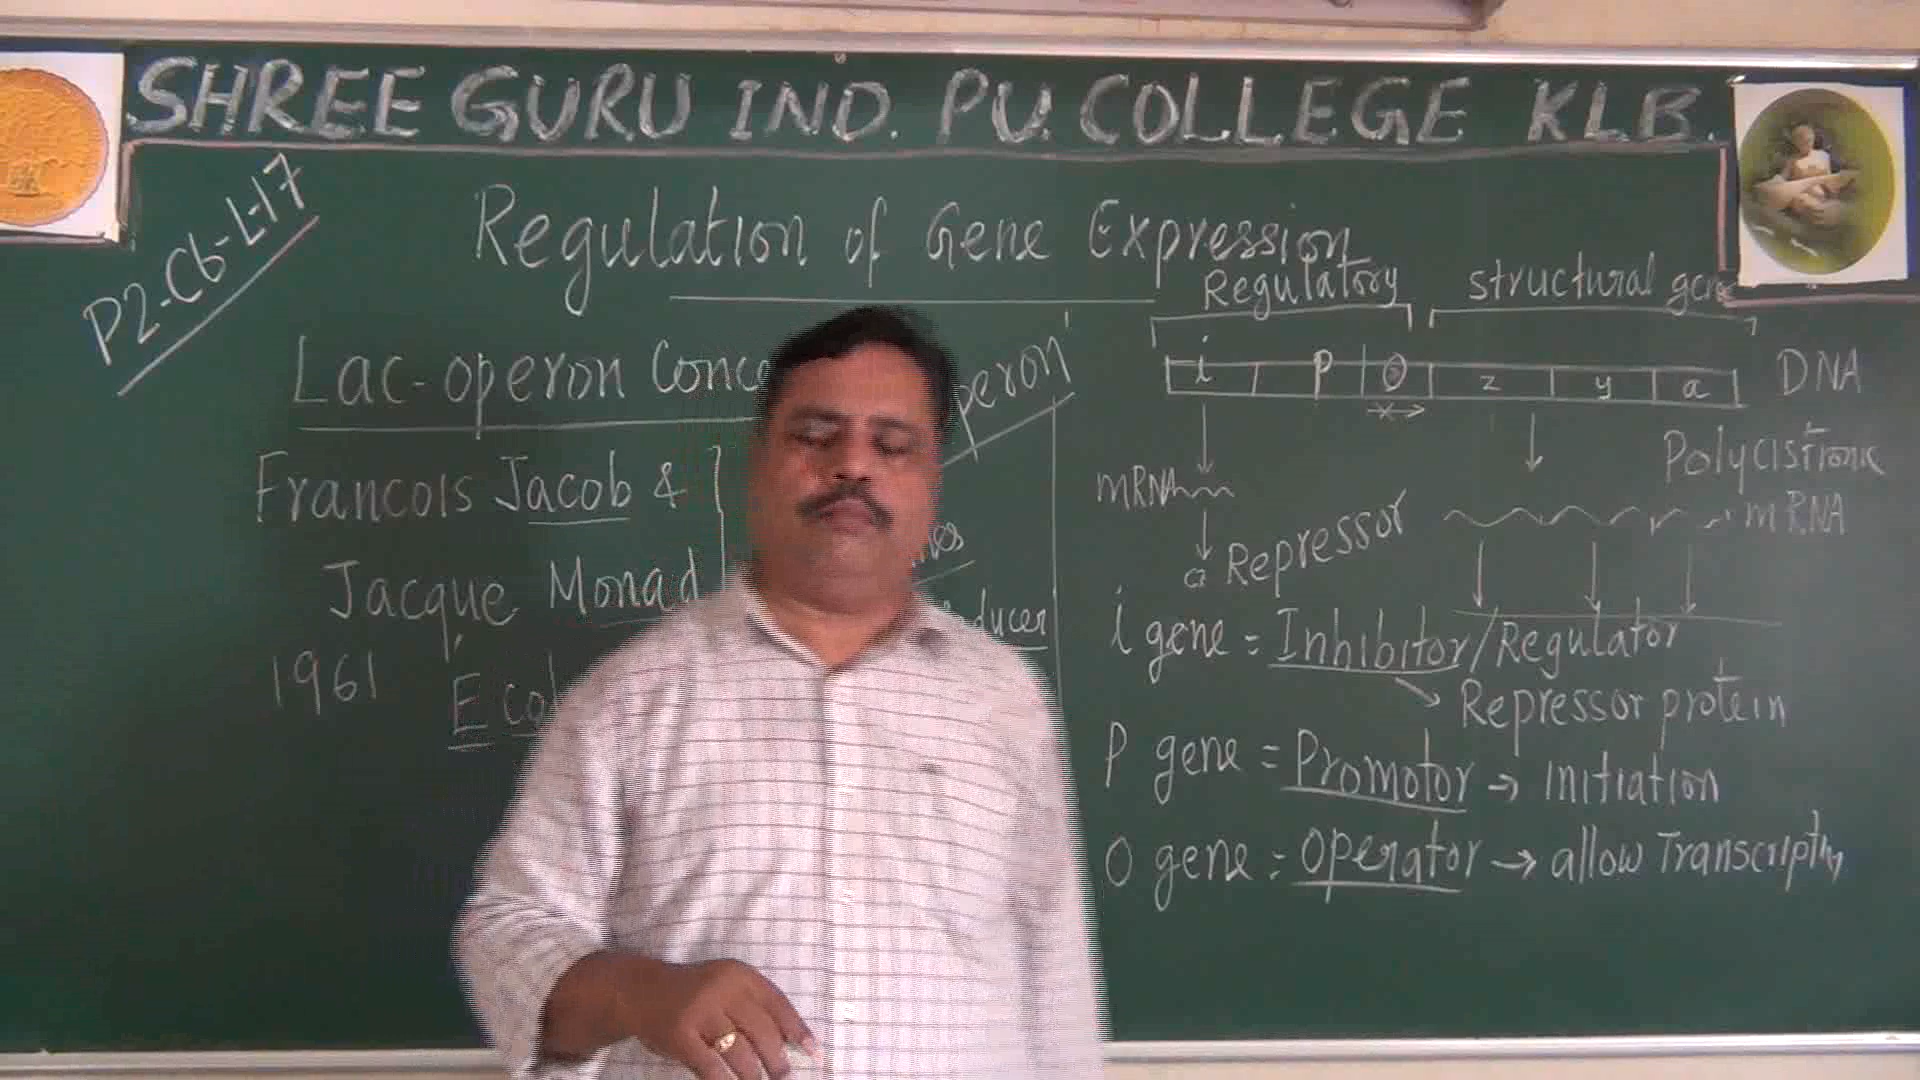 SHREE GURU IND. PU. COLLEGE KLB.
P2-C6-L-17
Regulation of Gene Expression
Lac-operon
Francois Jacob &
Jacque Monad
1961
Regulatory structural
i P O z y a DNA
Polycistronic
mRNA
mRNA
Repressor
i gene = Inhibitor/Regulator
Repressor protein
P gene = Promotor → initiation
O gene = Operator → allow